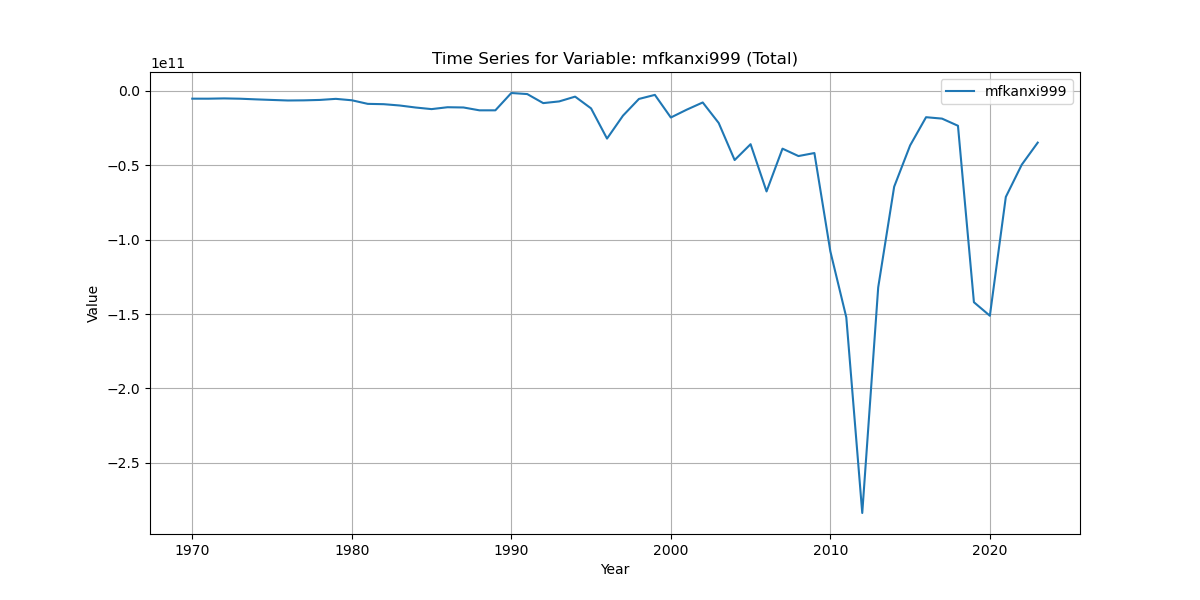 Time Series for Variable: mfkanxi999 (Total)
1e11
mfkanxi999
0.0
−0.5
−1.0
−1.5
−2.0
−2.5
Value
1970 1980 1990 2000 2010 2020
Year